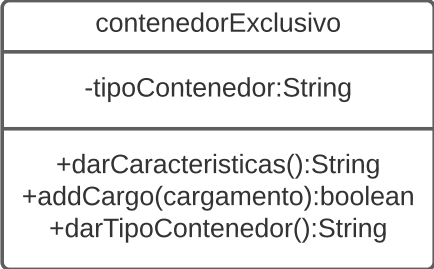 contenedorExclusivo
-tipoContenedor:String
+darCaracteristicas():String
+addCargo(cargamento):boolean
+darTipoContenedor():String